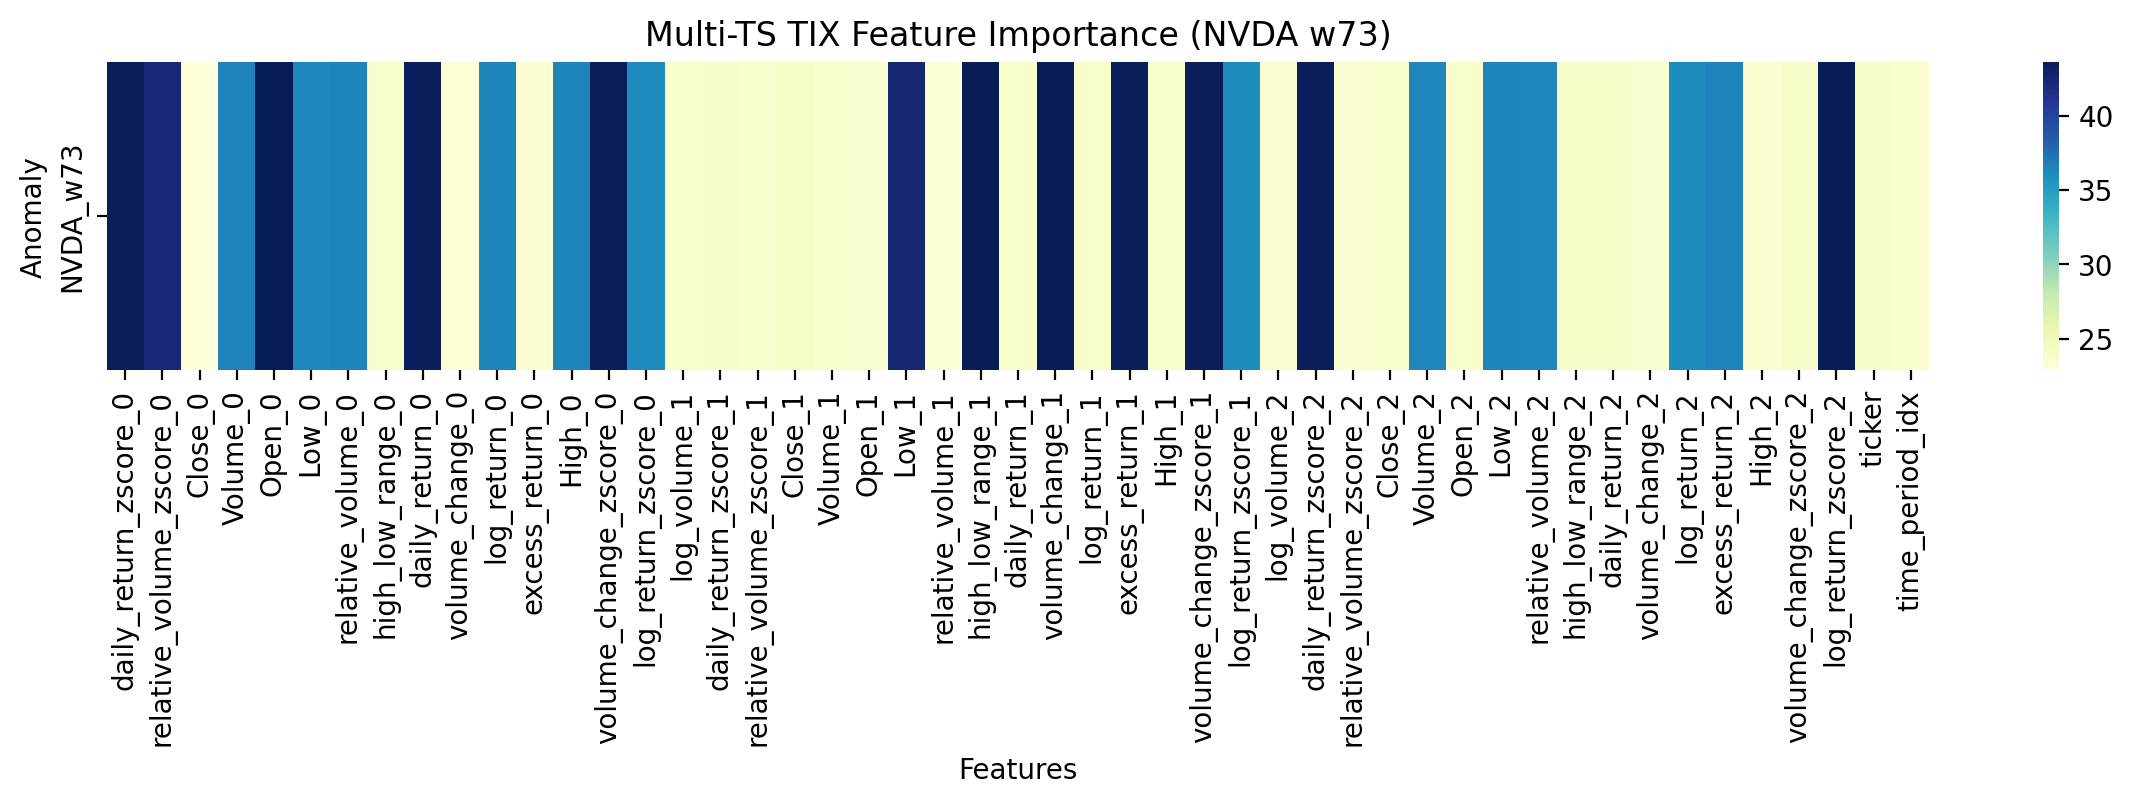 Multi-TS TIX Feature Importance (NVDA w73)
Anomaly
NVDA_w73
40
35
30
25
daily_return_zscore_0
relative_volume_zscore_0
Close_0
Volume_0
Open_0
Low_0
relative_volume_0
high_low_range_0
daily_return_0
volume_change_0
log_return_0
excess_return_0
High_0
volume_change_zscore_0
log_return_zscore_0
log_volume_1
daily_return_zscore_1
relative_volume_zscore_1
Close_1
Volume_1
Open_1
Low_1
relative_volume_1
high_low_range_1
daily_return_1
volume_change_1
log_return_1
excess_return_1
High_1
volume_change_zscore_1
log_return_zscore_1
log_volume_2
daily_return_zscore_2
relative_volume_zscore_2
Close_2
Volume_2
Open_2
Low_2
relative_volume_2
high_low_range_2
daily_return_2
volume_change_2
log_return_2
excess_return_2
High_2
volume_change_zscore_2
log_return_zscore_2
ticker
time_period_idx
Features